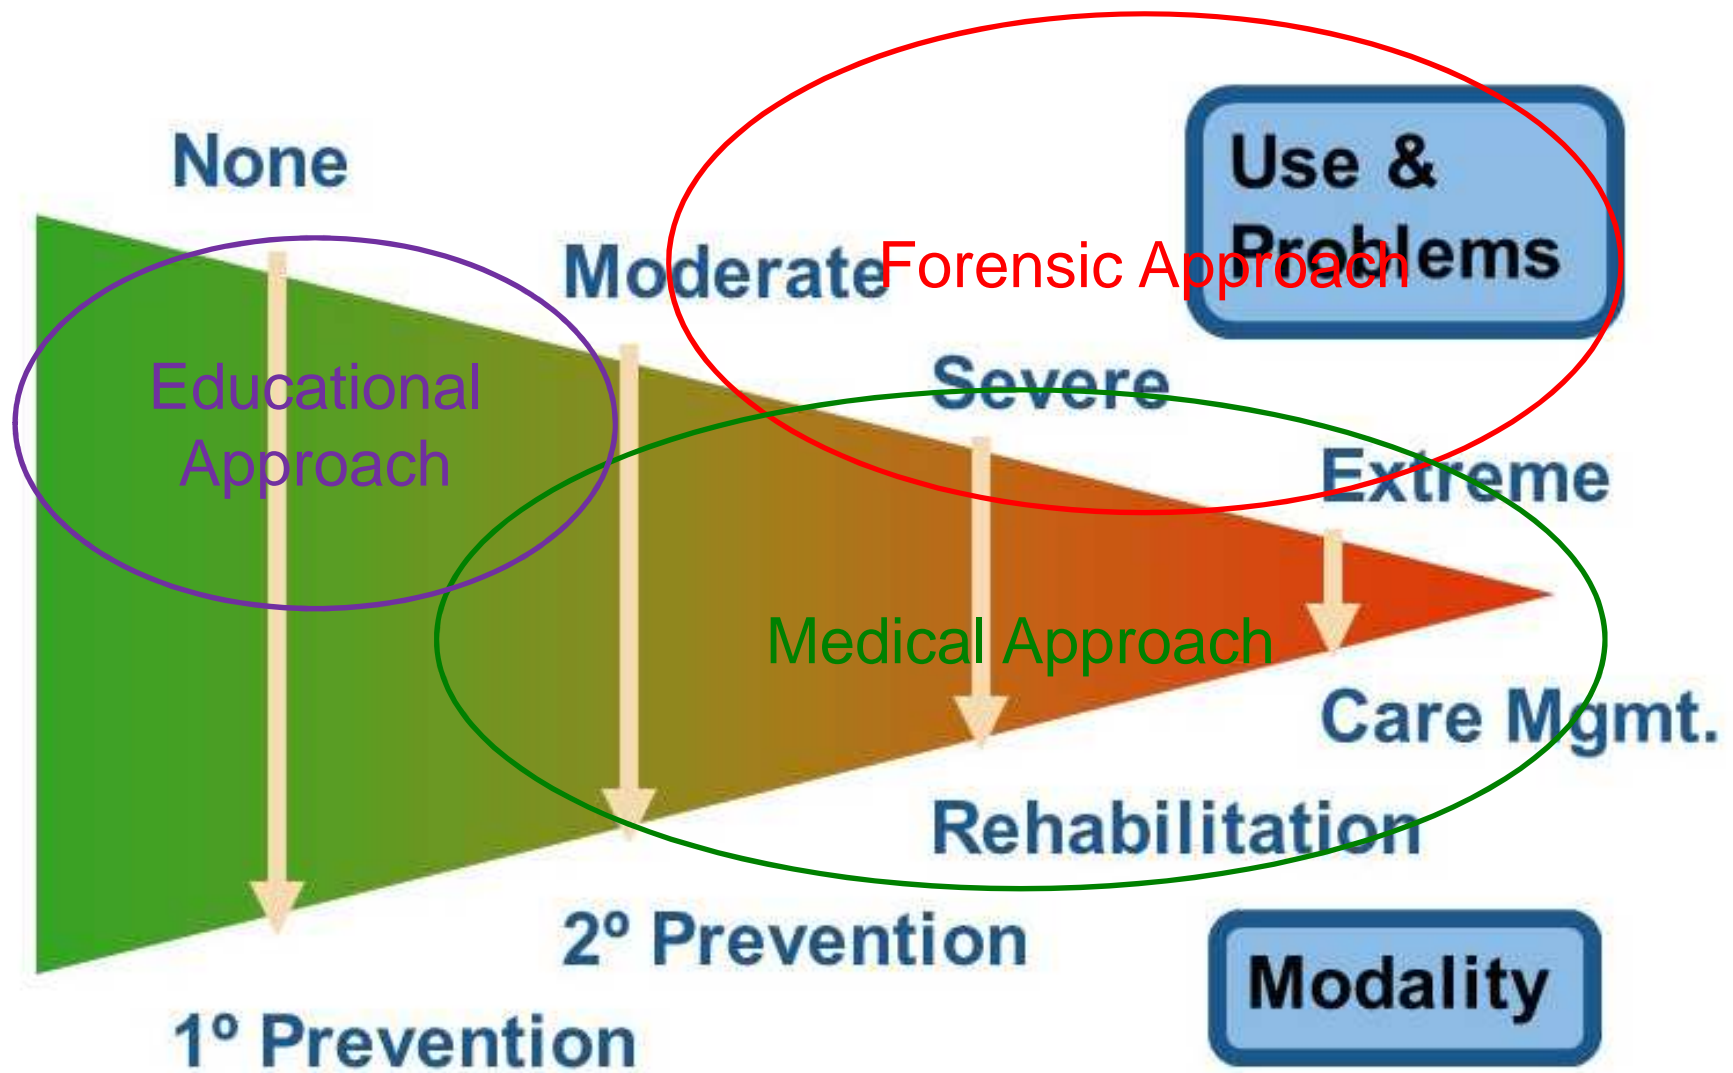 None
Use &
Problems
Moderate
Forensic Approach
Severe
Educational
Approach
Extreme
Medical Approach
Care Mgmt.
Rehabilitation
2º Prevention
Modality
1º Prevention